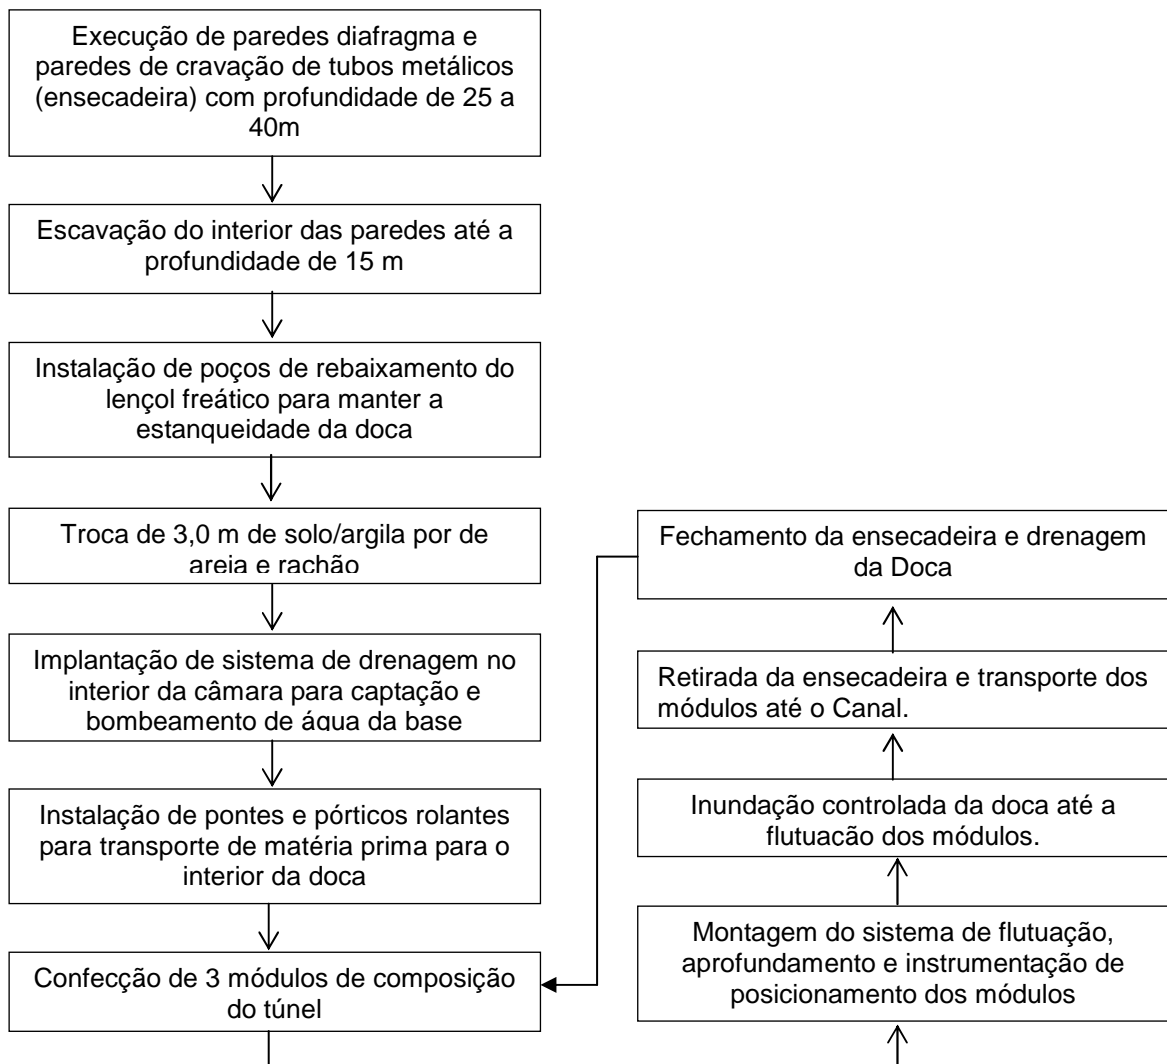 Execução de paredes diafragma e
paredes de cravação de tubos metálicos
(ensecadeira) com profundidade de 25 a
40m
Escavação do interior das paredes até a
profundidade de 15 m
Instalação de poços de rebaixamento do
lençol freático para manter a
estanqueidade da doca
Troca de 3,0 m de solo/argila por de
areia e rachão
Implantação de sistema de drenagem no
interior da câmara para captação e
bombeamento de água da base
Instalação de pontes e pórticos rolantes
para transporte de matéria prima para o
interior da doca
Confecção de 3 módulos de composição
do túnel
Fechamento da ensecadeira e drenagem
da Doca
Retirada da ensecadeira e transporte dos
módulos até o Canal.
Inundação controlada da doca até a
flutuação dos módulos.
Montagem do sistema de flutuação,
aprofundamento e instrumentação de
posicionamento dos módulos